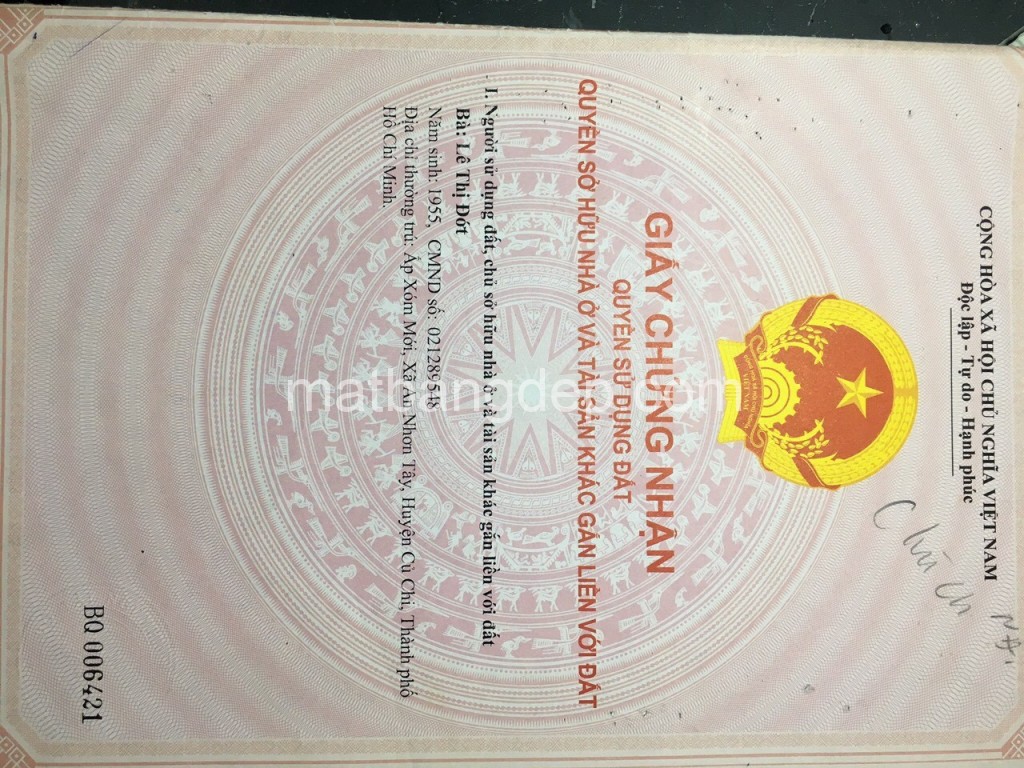 CỘNG HÒA XÃ HỘI CHỦ NGHĨA VIỆT NAM
Độc lập - Tự do - Hạnh phúc
GIẤY CHỨNG NHẬN
QUYỀN SỬ DỤNG ĐẤT
QUYỀN SỞ HỮU NHÀ Ở VÀ TÀI SẢN KHÁC GẮN LIỀN VỚI ĐẤT
I. Người sử dụng đất, chủ sở hữu nhà ở và tài sản khác gắn liền với đất
Bà: Lê Thị Đót
Năm sinh: 1955, CMND số: 021289548
Địa chỉ thường trú: Ấp Xóm Mới, Xã An Nhơn Tây, Huyện Củ Chi, Thành phố
Hồ Chí Minh.
BQ 006421
matbangdep.com